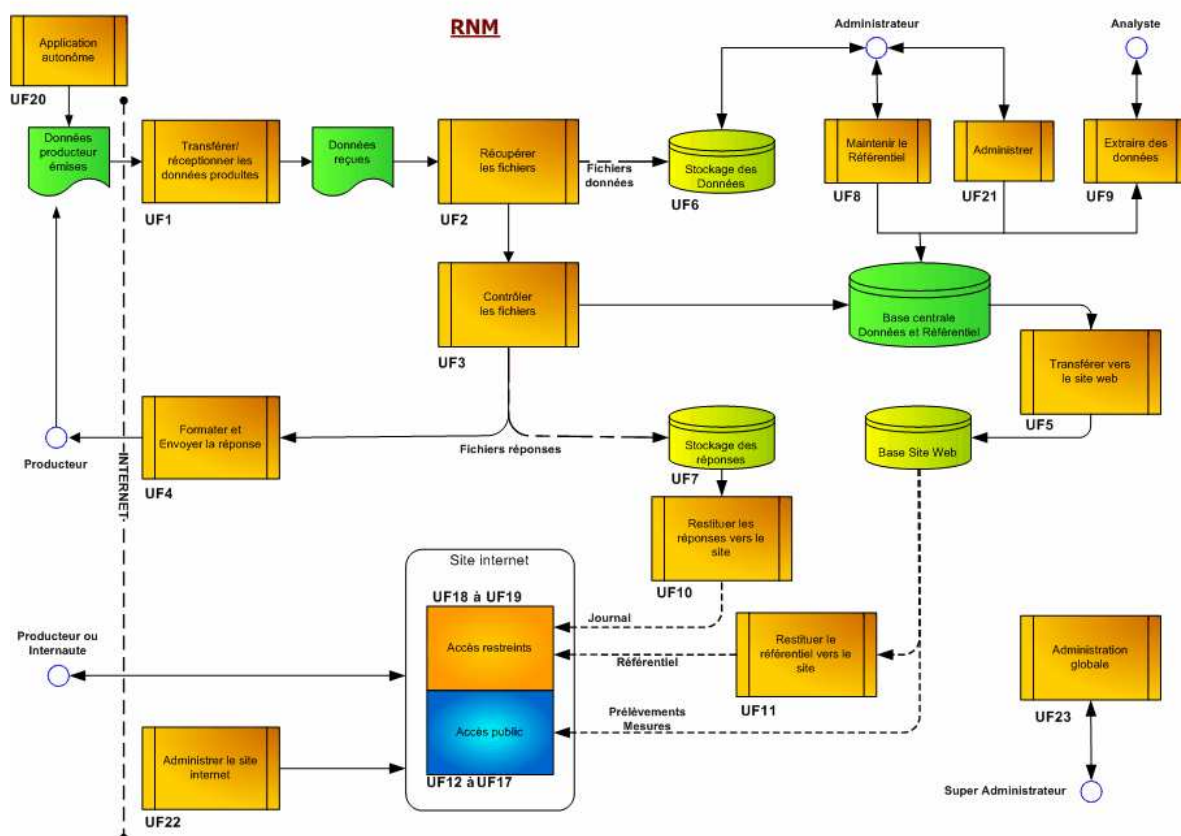 RNM
Administrateur
Analyste
Application
autonôme
UF20
Données
producteur
émises
Transférer/
réceptionner les
données produites
UF1
Données
reçues
Récupérer
les fichiers
UF2
Fichiers
données
Stockage des
Données
UF6
Maintenir le
Référentiel
UF8
Administrer
UF21
Extraire des
données
UF9
Contrôler
les fichiers
UF3
Base centrale
Données et Référentiel
Transférer vers
le site web
UF5
Producteur
Formater et
Envoyer la réponse
UF4
INTERNET
Fichiers réponses
Stockage des
réponses
UF7
Base Site Web
Restituer les
réponses vers le
site
UF10
Site internet
UF18 à UF19
Accès restreints
Accès public
UF12 à UF17
Journal
Référentiel
Prélèvements
Mesures
Restituer le
référentiel vers le
site
UF11
Producteur ou
Internaute
Administrer le site
internet
UF22
Administration
globale
UF23
Super Administrateur